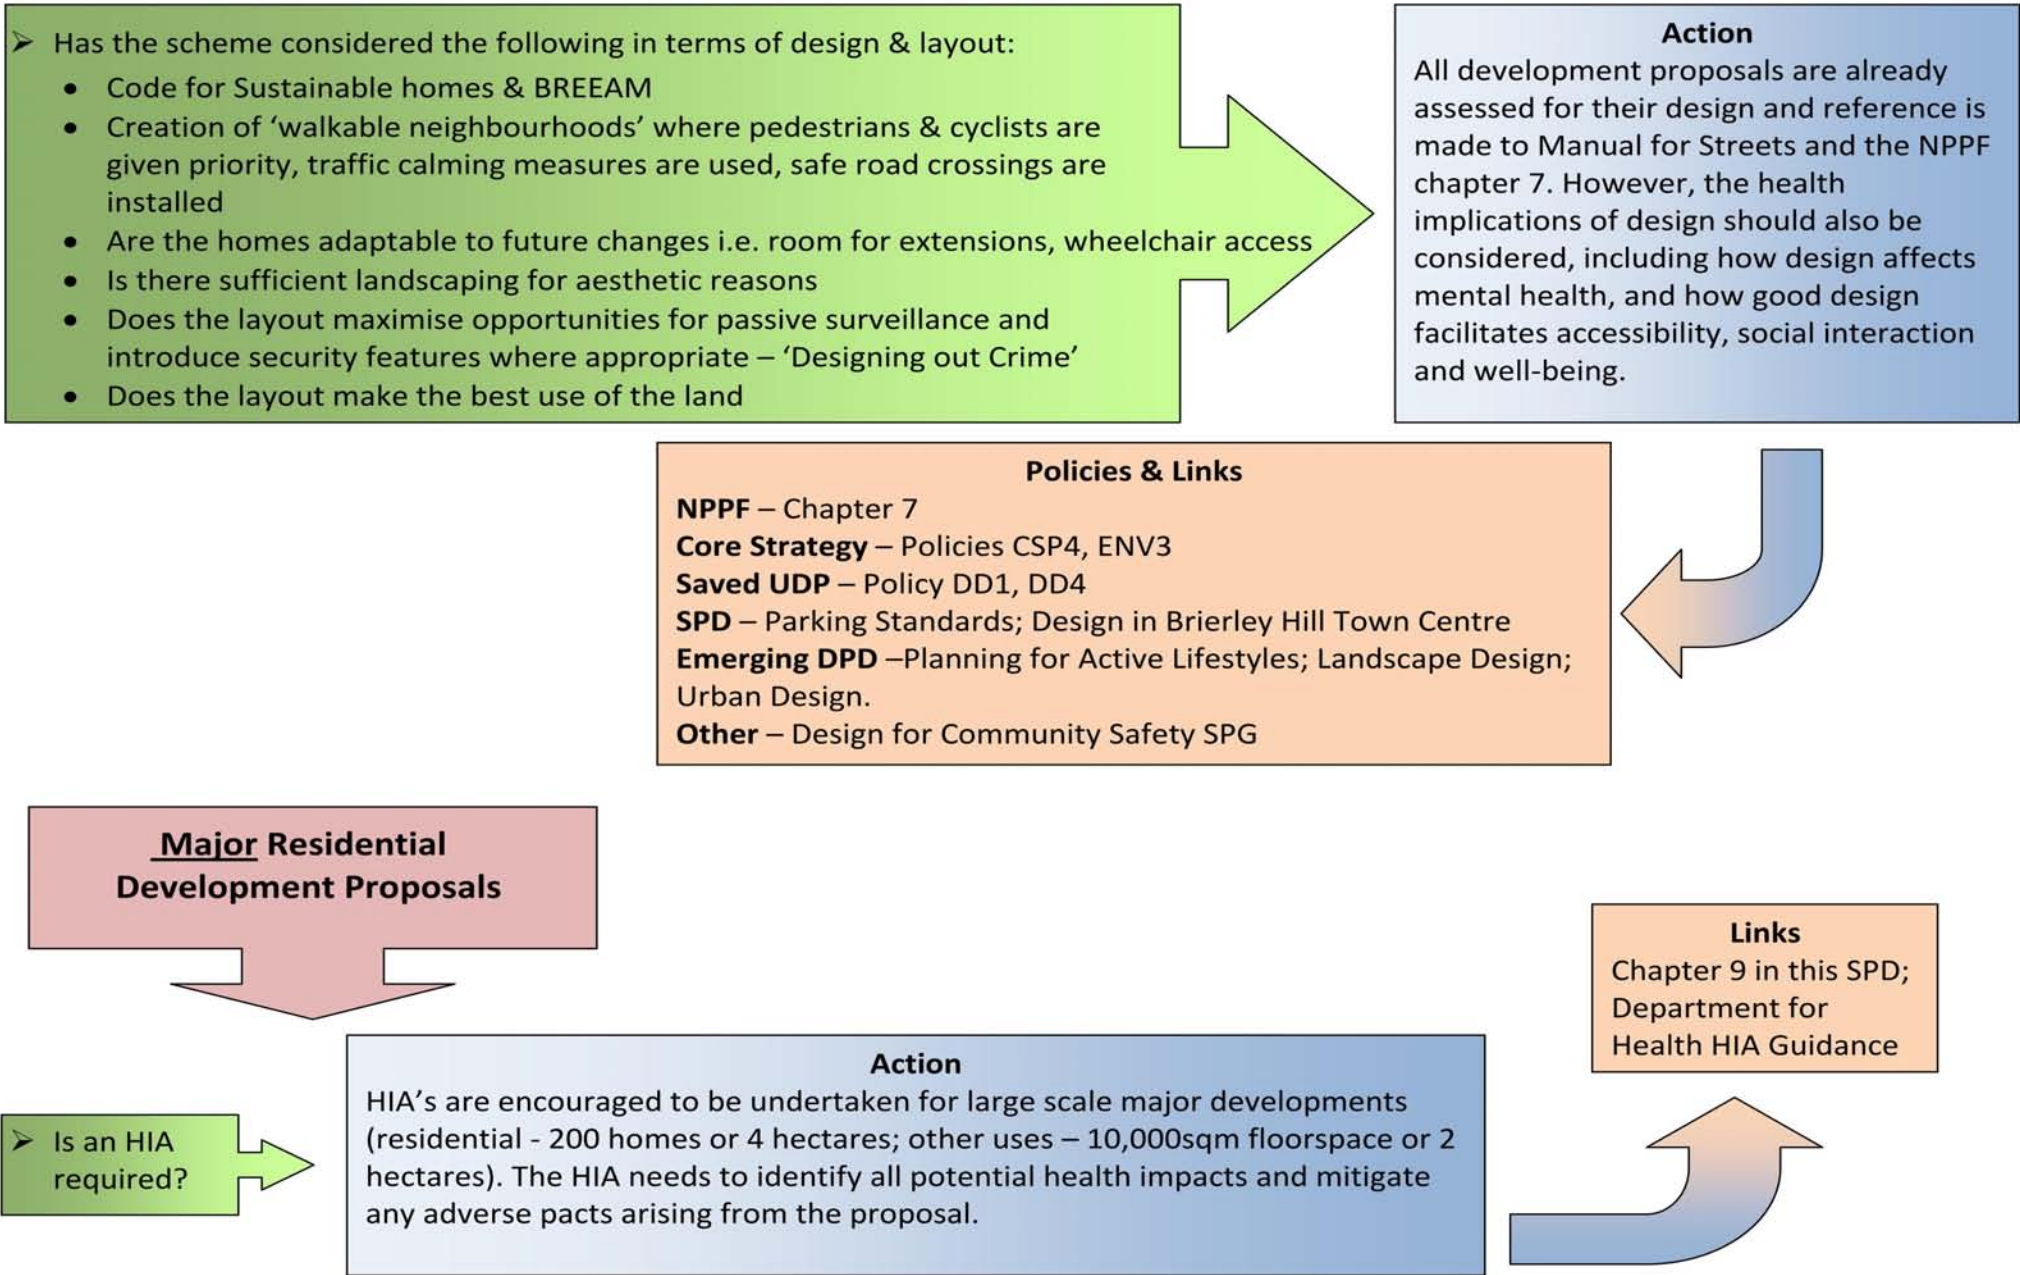 ➢ Has the scheme considered the following in terms of design & layout:
• Code for Sustainable homes & BREEAM
• Creation of ‘walkable neighbourhoods’ where pedestrians & cyclists are
given priority, traffic calming measures are used, safe road crossings are
installed
• Are the homes adaptable to future changes i.e. room for extensions, wheelchair access
• Is there sufficient landscaping for aesthetic reasons
• Does the layout maximise opportunities for passive surveillance and
introduce security features where appropriate – ‘Designing out Crime’
• Does the layout make the best use of the land
Action
All development proposals are already
assessed for their design and reference is
made to Manual for Streets and the NPPF
chapter 7. However, the health
implications of design should also be
considered, including how design affects
mental health, and how good design
facilitates accessibility, social interaction
and well-being.
Policies & Links
NPPF – Chapter 7
Core Strategy – Policies CSP4, ENV3
Saved UDP – Policy DD1, DD4
SPD – Parking Standards; Design in Brierley Hill Town Centre
Emerging DPD –Planning for Active Lifestyles; Landscape Design;
Urban Design.
Other – Design for Community Safety SPG
Major Residential
Development Proposals
➢ Is an HIA
required?
Action
HIA’s are encouraged to be undertaken for large scale major developments
(residential - 200 homes or 4 hectares; other uses – 10,000sqm floorspace or 2
hectares). The HIA needs to identify all potential health impacts and mitigate
any adverse pacts arising from the proposal.
Links
Chapter 9 in this SPD;
Department for
Health HIA Guidance